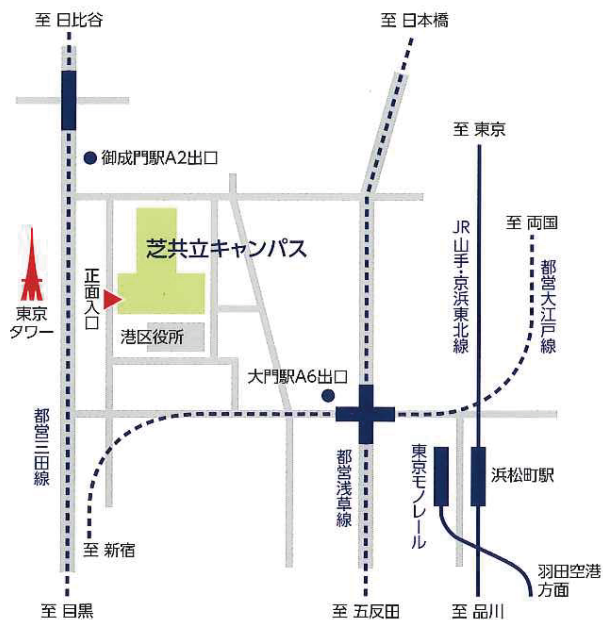 至 日比谷
至 日本橋
至 東京
御成門駅A2出口
至 両国
芝共立キャンパス
JR山手・京浜東北線
都営大江戸線
正面入口
東京
タワー
港区役所
大門駅A6出口
都営三田線
都営浅草線
東京モノレール
浜松町駅
至 新宿
羽田空港
方面
至 目黒
至 五反田
至 品川